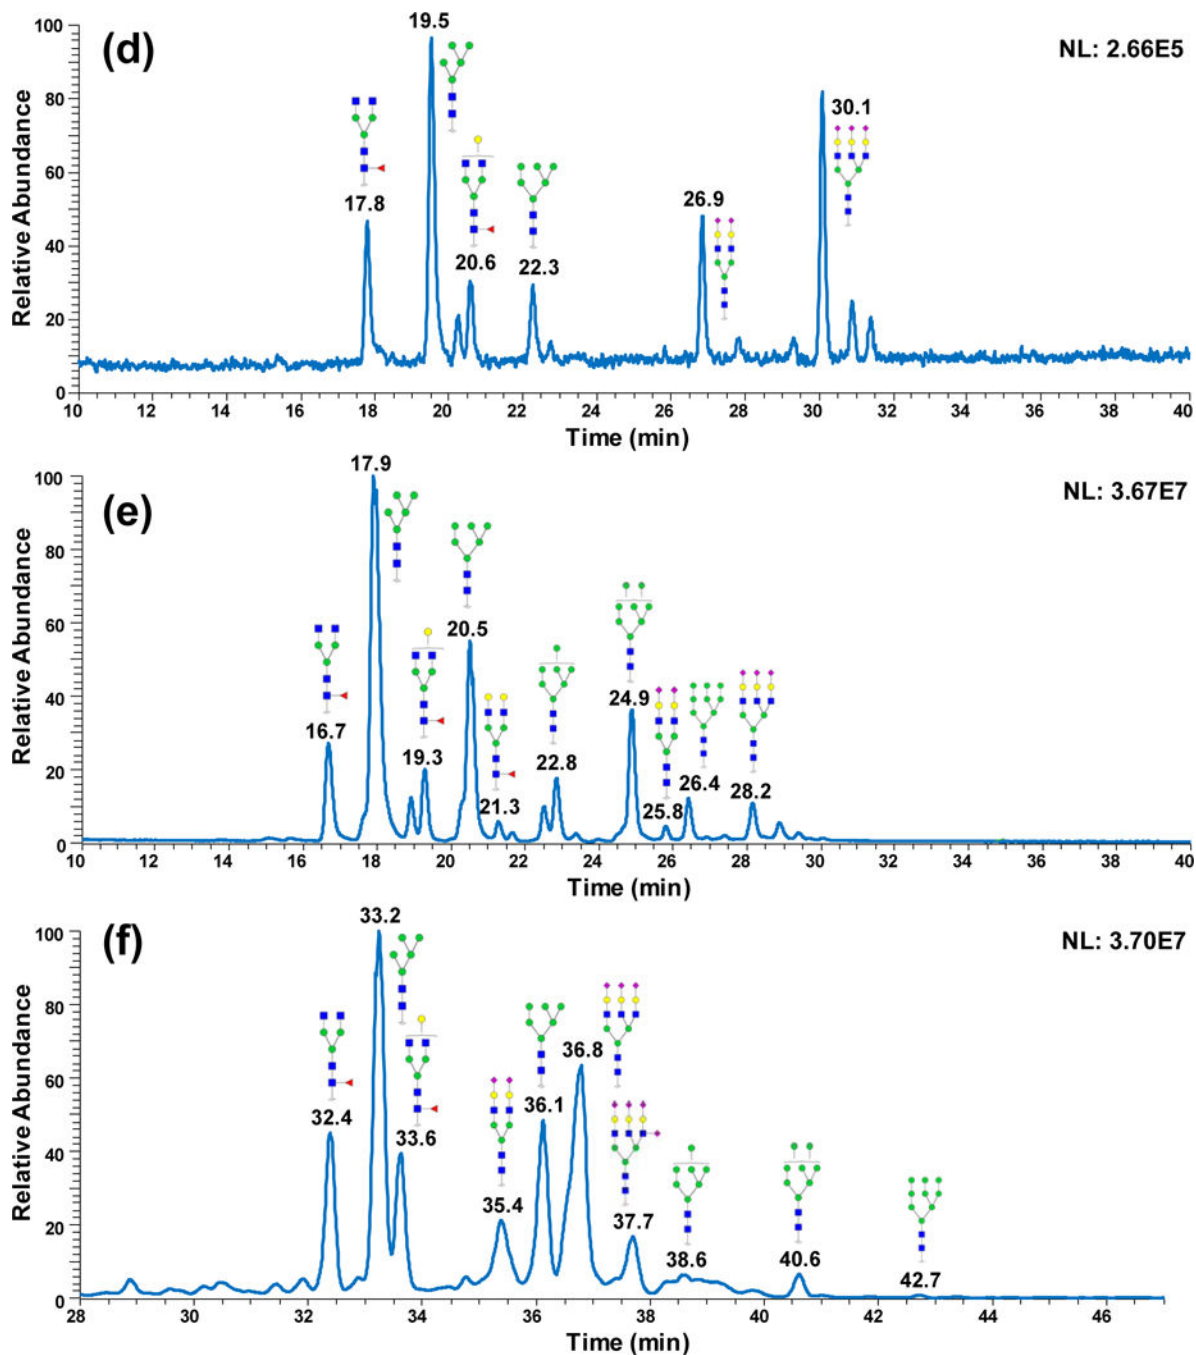 (d)
NL: 2.66E5
Relative Abundance
100
80
60
40
20
0
19.5
17.8
20.6
22.3
26.9
30.1
10 12 14 16 18 20 22 24 26 28 30 32 34 36 38 40
Time (min)
(e)
NL: 3.67E7
Relative Abundance
100
80
60
40
20
0
17.9
16.7
19.3
20.5
21.3
22.8
24.9
25.8
26.4
28.2
10 12 14 16 18 20 22 24 26 28 30 32 34 36 38 40
Time (min)
(f)
NL: 3.70E7
Relative Abundance
100
80
60
40
20
0
33.2
32.4
33.6
35.4
36.1
36.8
37.7
38.6
40.6
42.7
28 30 32 34 36 38 40 42 44 46
Time (min)